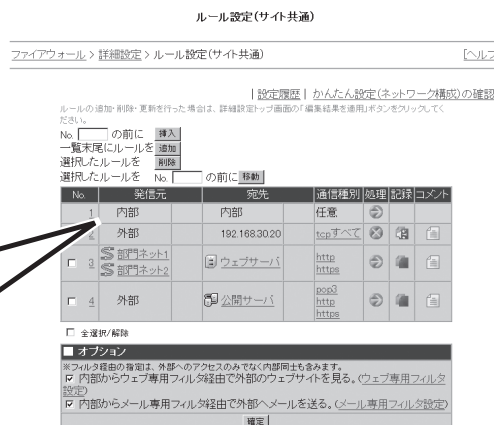 ルール設定(サイト共通)
ファイアウォール > 詳細設定 > ルール設定(サイト共通) [ヘルプ
| 設定履歴 | かんたん設定(ネットワーク構成)の確認
ルールの追加・削除・更新を行った場合は、詳細設定トップ画面の「編集結果を適用」ボタンをクリックしてく
ださい。
No. の前に 挿入
一覧末尾にルールを 追加
選択したルールを 削除
選択したルールを No. の前に 移動
No. 発信元 宛先 通信種別 処理 記録 コメント
1 内部 内部 任意
2 外部 192.168.30.20 tcpすべて
3 部門ネット1 部門ネット2 ウェブサーバ http https
4 外部 公開サーバ pop3 http https
全選択/解除
オプション
※フィルタ経由の指定は、外部へのアクセスのみでなく内部同士も含みます。
内部からウェブ専用フィルタ経由で外部のウェブサイトを見る。(ウェブ専用フィルタ
設定)
内部からメール専用フィルタ経由で外部へメールを送る。(メール専用フィルタ設定)
確定